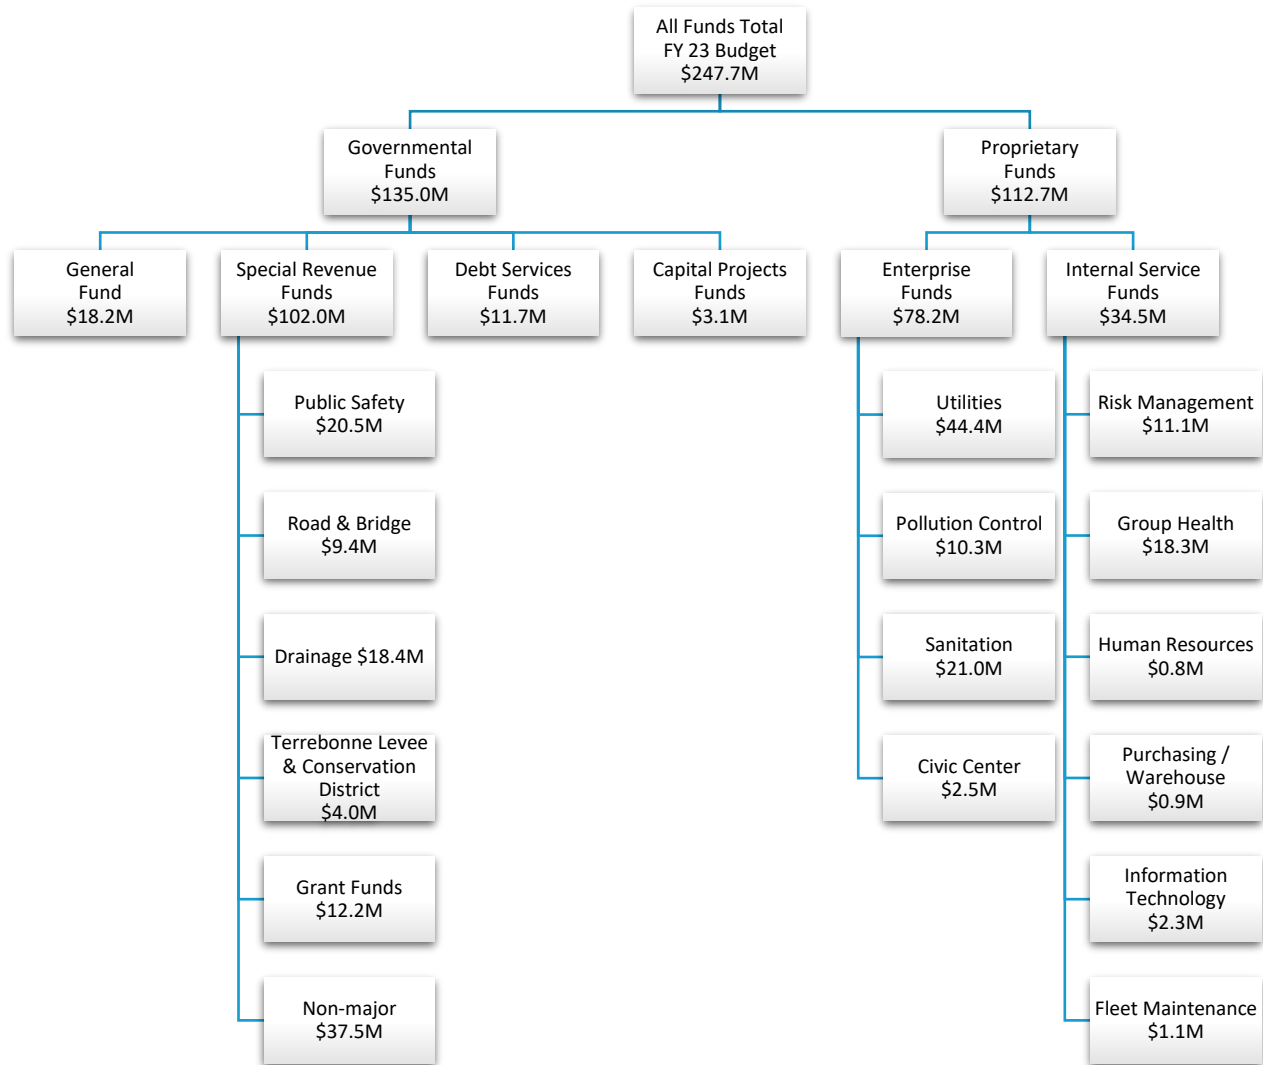 All Funds Total
FY 23 Budget
$247.7M
Governmental
Funds
$135.0M
Proprietary
Funds
$112.7M
General
Fund
$18.2M
Special Revenue
Funds
$102.0M
Debt Services
Funds
$11.7M
Capital Projects
Funds
$3.1M
Enterprise
Funds
$78.2M
Internal Service
Funds
$34.5M
Public Safety
$20.5M
Road & Bridge
$9.4M
Drainage $18.4M
Terrebonne Levee
& Conservation
District
$4.0M
Grant Funds
$12.2M
Non-major
$37.5M
Utilities
$44.4M
Pollution Control
$10.3M
Sanitation
$21.0M
Civic Center
$2.5M
Risk Management
$11.1M
Group Health
$18.3M
Human Resources
$0.8M
Purchasing /
Warehouse
$0.9M
Information
Technology
$2.3M
Fleet Maintenance
$1.1M